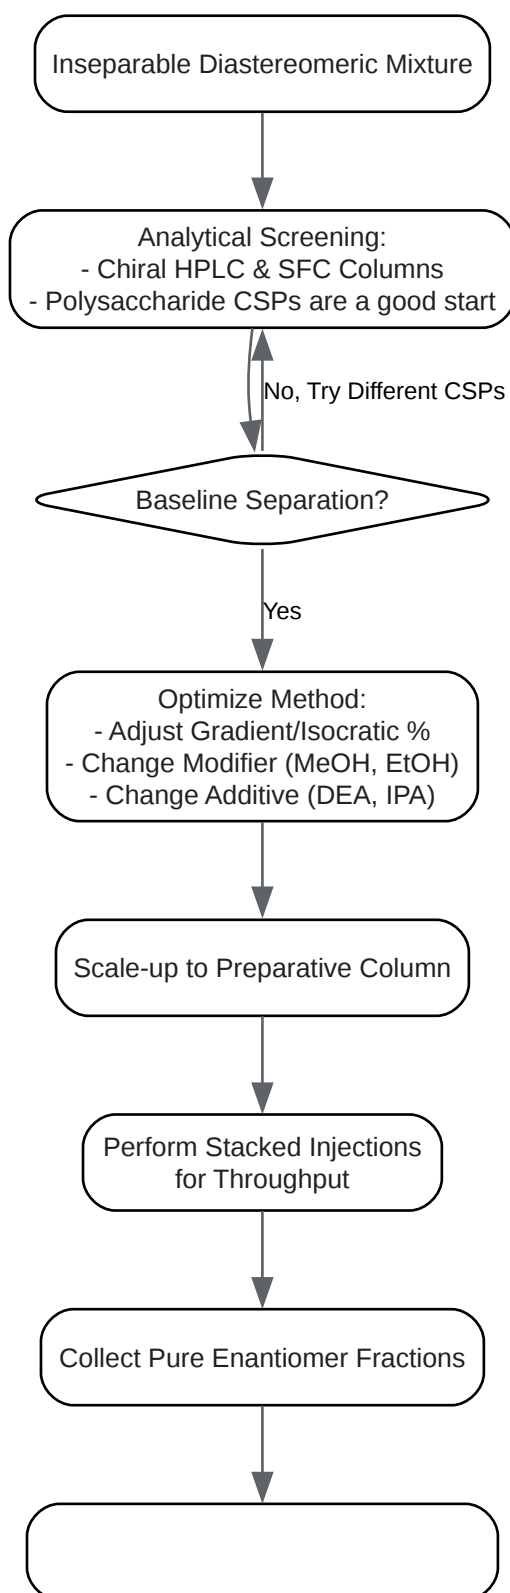 Inseparable Diastereomeric Mixture
Analytical Screening:
- Chiral HPLC & SFC Columns
- Polysaccharide CSPs are a good start
No, Try Different CSPs
Baseline Separation?
Yes
Optimize Method:
- Adjust Gradient/Isocratic %
- Change Modifier (MeOH, EtOH)
- Change Additive (DEA, IPA)
Scale-up to Preparative Column
Perform Stacked Injections
for Throughput
Collect Pure Enantiomer Fractions